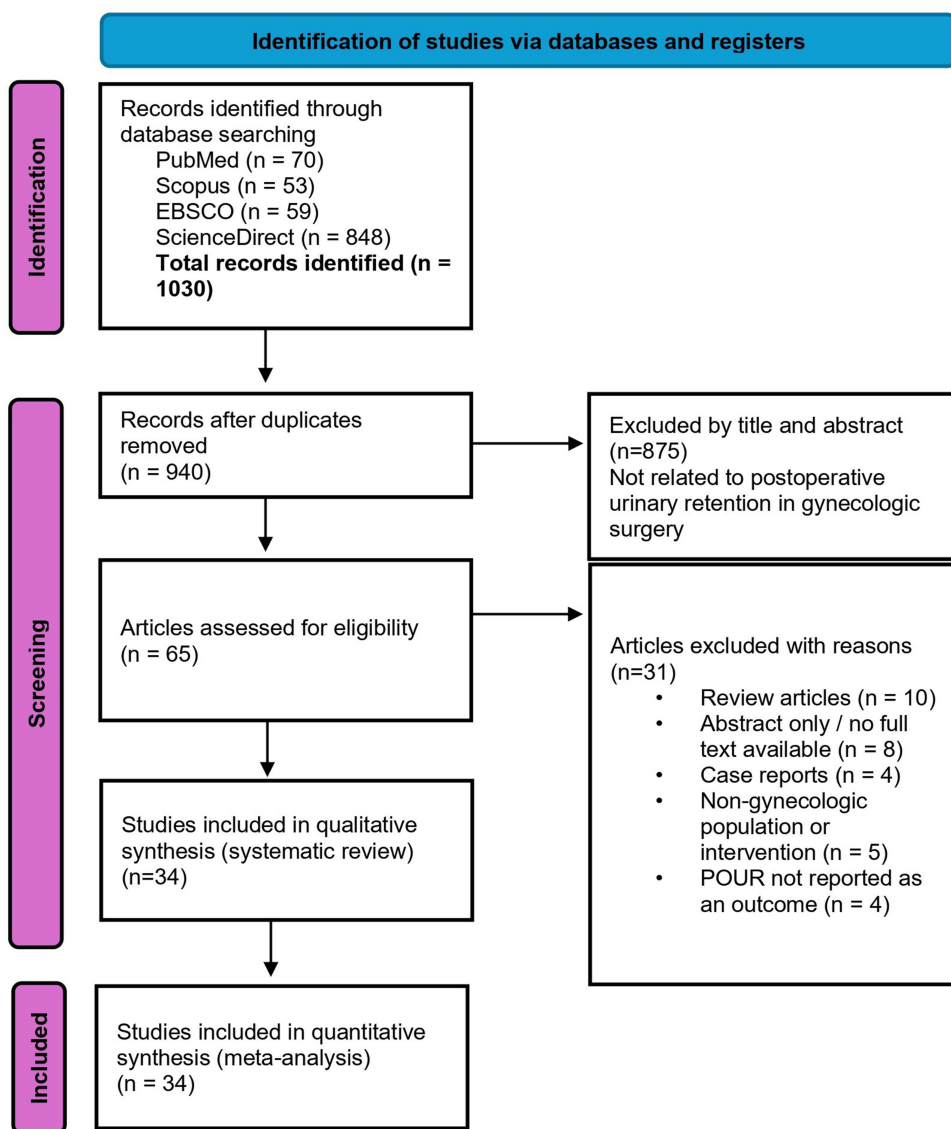 Identification of studies via databases and registers
Identification
Records identified through
database searching
PubMed (n = 70)
Scopus (n = 53)
EBSCO (n = 59)
ScienceDirect (n = 848)
Total records identified (n =
1030)
Screening
Records after duplicates
removed
(n = 940)
Excluded by title and abstract
(n=875)
Not related to postoperative
urinary retention in gynecologic
surgery
Articles assessed for eligibility
(n = 65)
Articles excluded with reasons
(n=31)
• Review articles (n = 10)
• Abstract only / no full
text available (n = 8)
• Case reports (n = 4)
• Non-gynecologic
population or
intervention (n = 5)
• POUR not reported as
an outcome (n = 4)
Studies included in qualitative
synthesis (systematic review)
(n=34)
Included
Studies included in quantitative
synthesis (meta-analysis)
(n = 34)